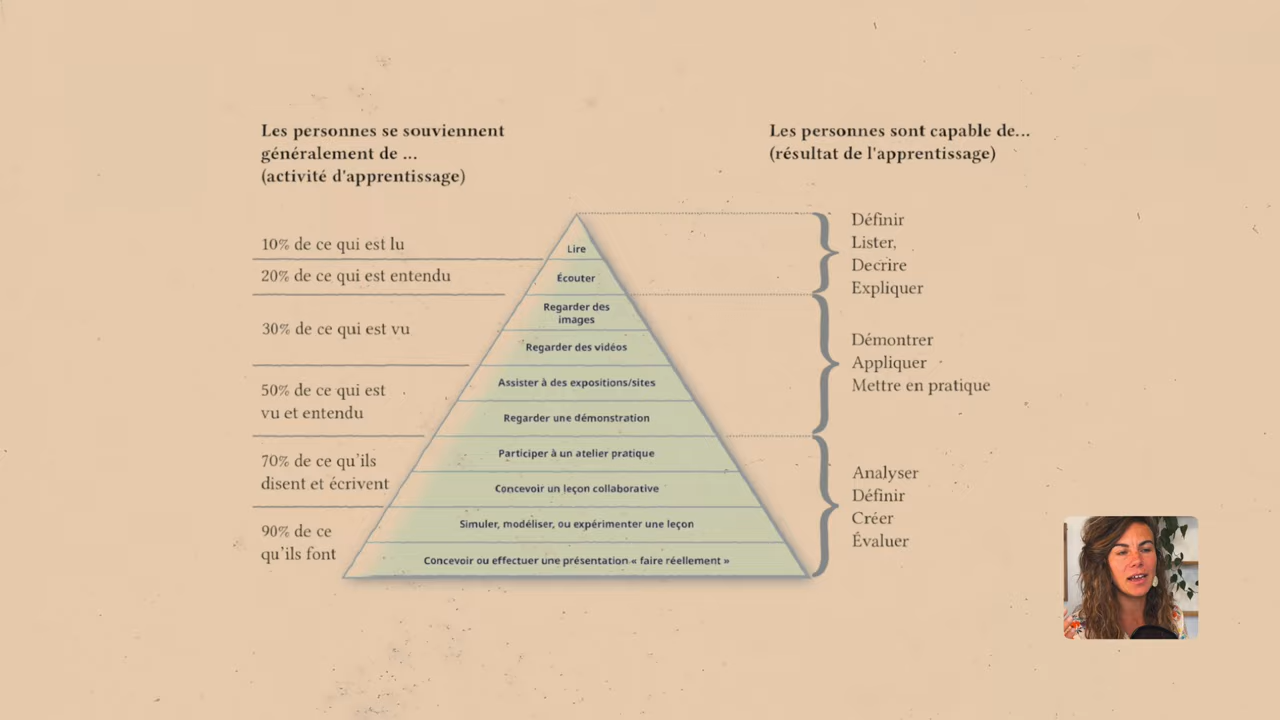 Les personnes se souviennent
généralement de ...
(activité d'apprentissage)
10% de ce qui est lu
20% de ce qui est entendu
30% de ce qui est vu
50% de ce qui est
vu et entendu
70% de ce qu'ils
disent et écrivent
90% de ce
qu'ils font
Lire
Écouter
Regarder des
images
Regarder des vidéos
Assister à des expositions/sites
Regarder une démonstration
Participer à un atelier pratique
Concevoir un leçon collaborative
Simuler, modéliser, ou expérimenter une leçon
Concevoir ou effectuer une présentation « faire réellement »
Les personnes sont capable de...
(résultat de l'apprentissage)
Définir
Lister,
Decrire
Expliquer
Démontrer
Appliquer
Mettre en pratique
Analyser
Définir
Créer
Évaluer